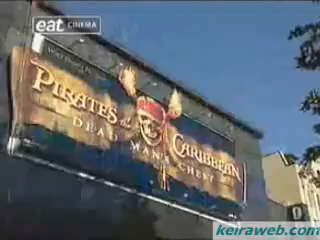 eat CINEMA
PIRATES of the CARIBBEAN
DEAD MAN'S CHEST
keiraweb.com